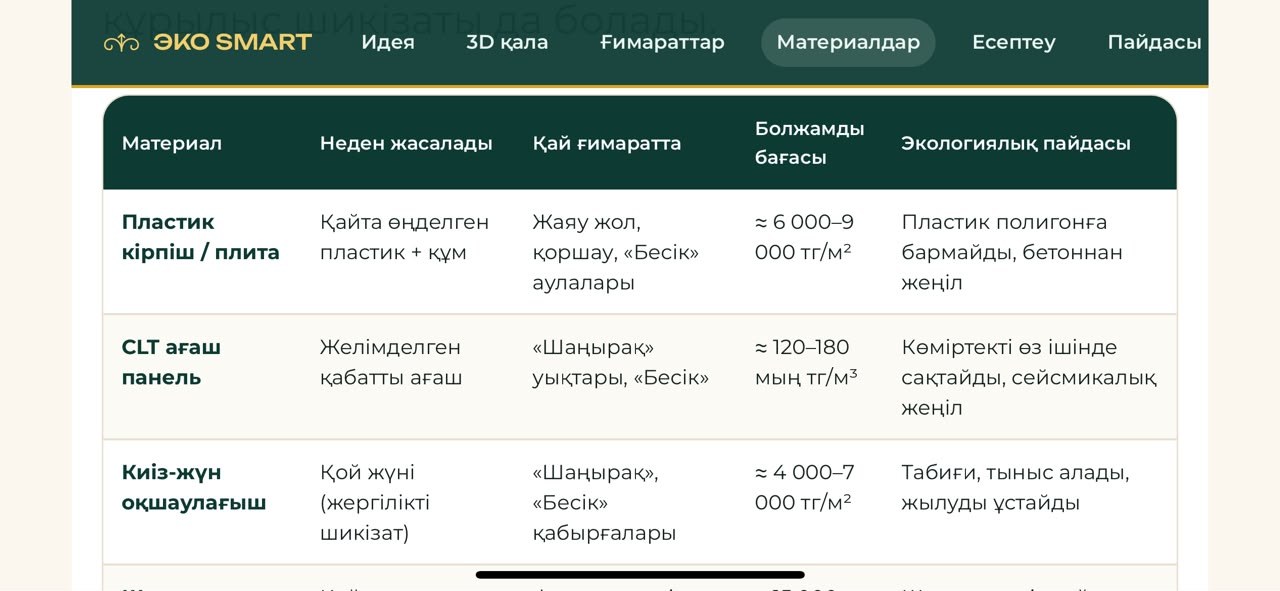 құрылыс шикізаты да болады.
ЭКО SMART
Идея
3D қала
Ғимараттар
Материалдар
Есептеу
Пайдасы
Материал
Неден жасалады
Қай ғимаратта
Болжамды
бағасы
Экологиялық пайдасы
Пластик
кірпіш / плита
Қайта өңделген
пластик + құм
Жаяу жол,
қоршау, «Бесік»
аулалары
≈ 6 000–9
000 тг/м²
Пластик полигонға
бармайды, бетоннан
жеңіл
CLT ағаш
панель
Желімделген
қабатты ағаш
«Шаңырақ»
уықтары, «Бесік»
≈ 120–180
мың тг/м³
Көміртекті өз ішінде
сақтайды, сейсмикалық
жеңіл
Киіз-жүн
оқшаулағыш
Қой жүні
(жергілікті
шикізат)
«Шаңырақ»,
«Бесік»
қабырғалары
≈ 4 000–7
000 тг/м²
Табиғи, тыныс алады,
жылуды ұстайды